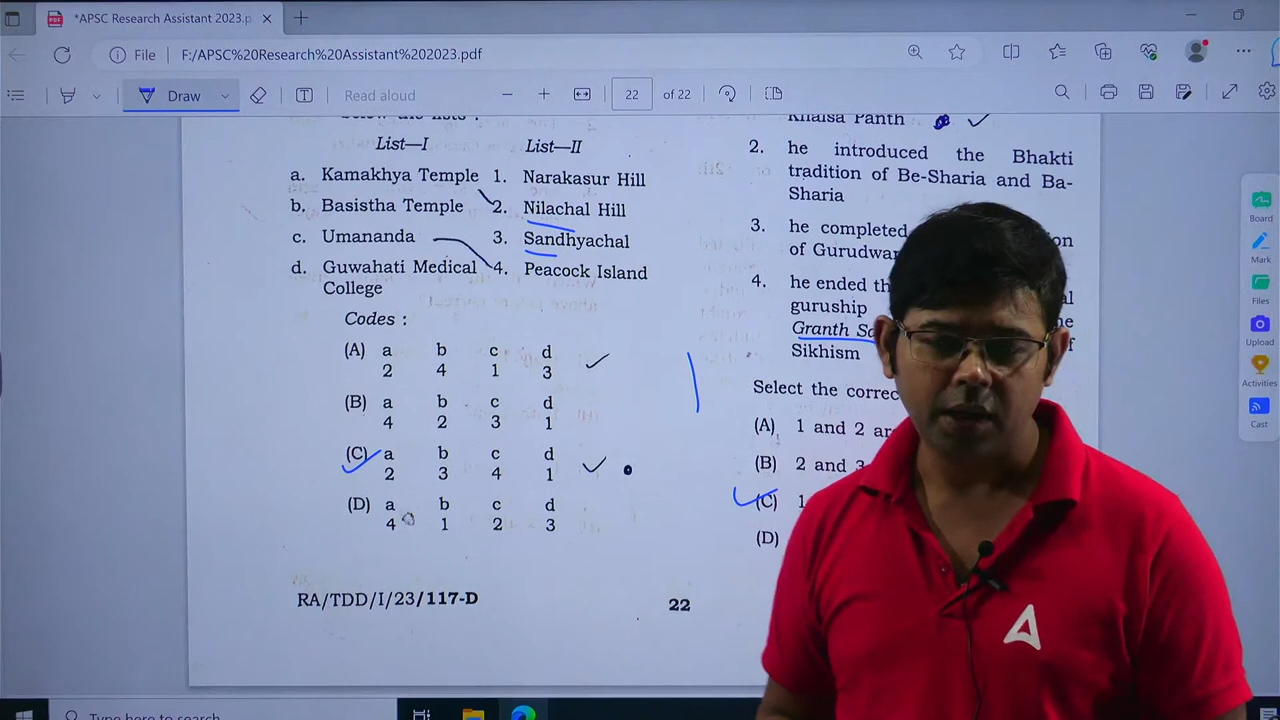 *APSC Research Assistant 2023.p
File F:/APSC%20Research%20Assistant%202023.pdf
Draw Read aloud 22 of 22
List—I List—II
a. Kamakhya Temple 1. Narakasur Hill
b. Basistha Temple 2. Nilachal Hill
c. Umananda 3. Sandhyachal
d. Guwahati Medical 4. Peacock Island
College
Codes :
(A) a b c d
2 4 1 3
(B) a b c d
4 2 3 1
(C) a b c d
2 3 4 1
(D) a b c d
4 1 2 3
RA/TDD/I/23/117-D 22
Khalsa Panth
2. he introduced the Bhakti
tradition of Be-Sharia and Ba-
Sharia
3. he completed
of Gurudwar
4. he ended th
guruship
Granth Sa
Sikhism
Select the correc
(A) 1 and 2 ar
(B) 2 and 3
(C) 1
(D)
Board
Mark
Files
Upload
Activities
Cast
Type here to search